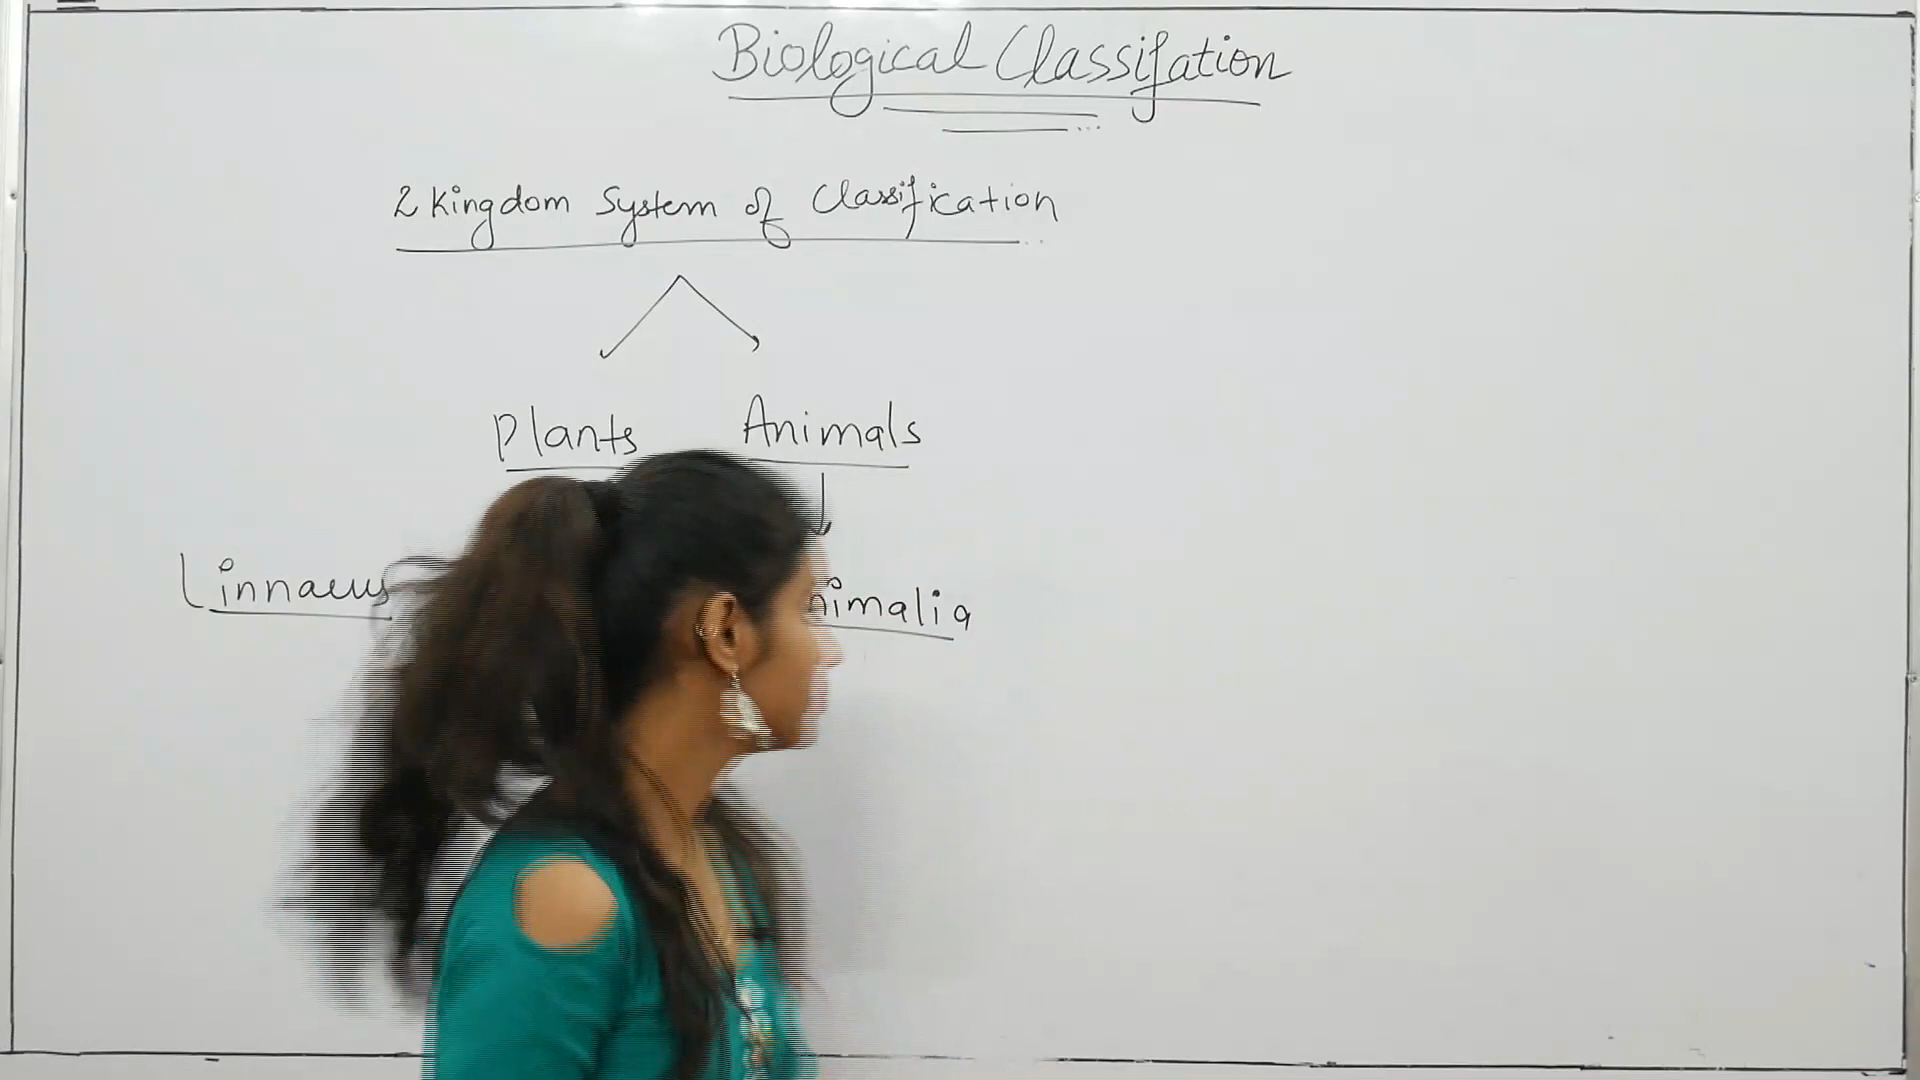 Biological Classifation
2 Kingdom System of Classification
Plants Animals
Linnaeus nimalia